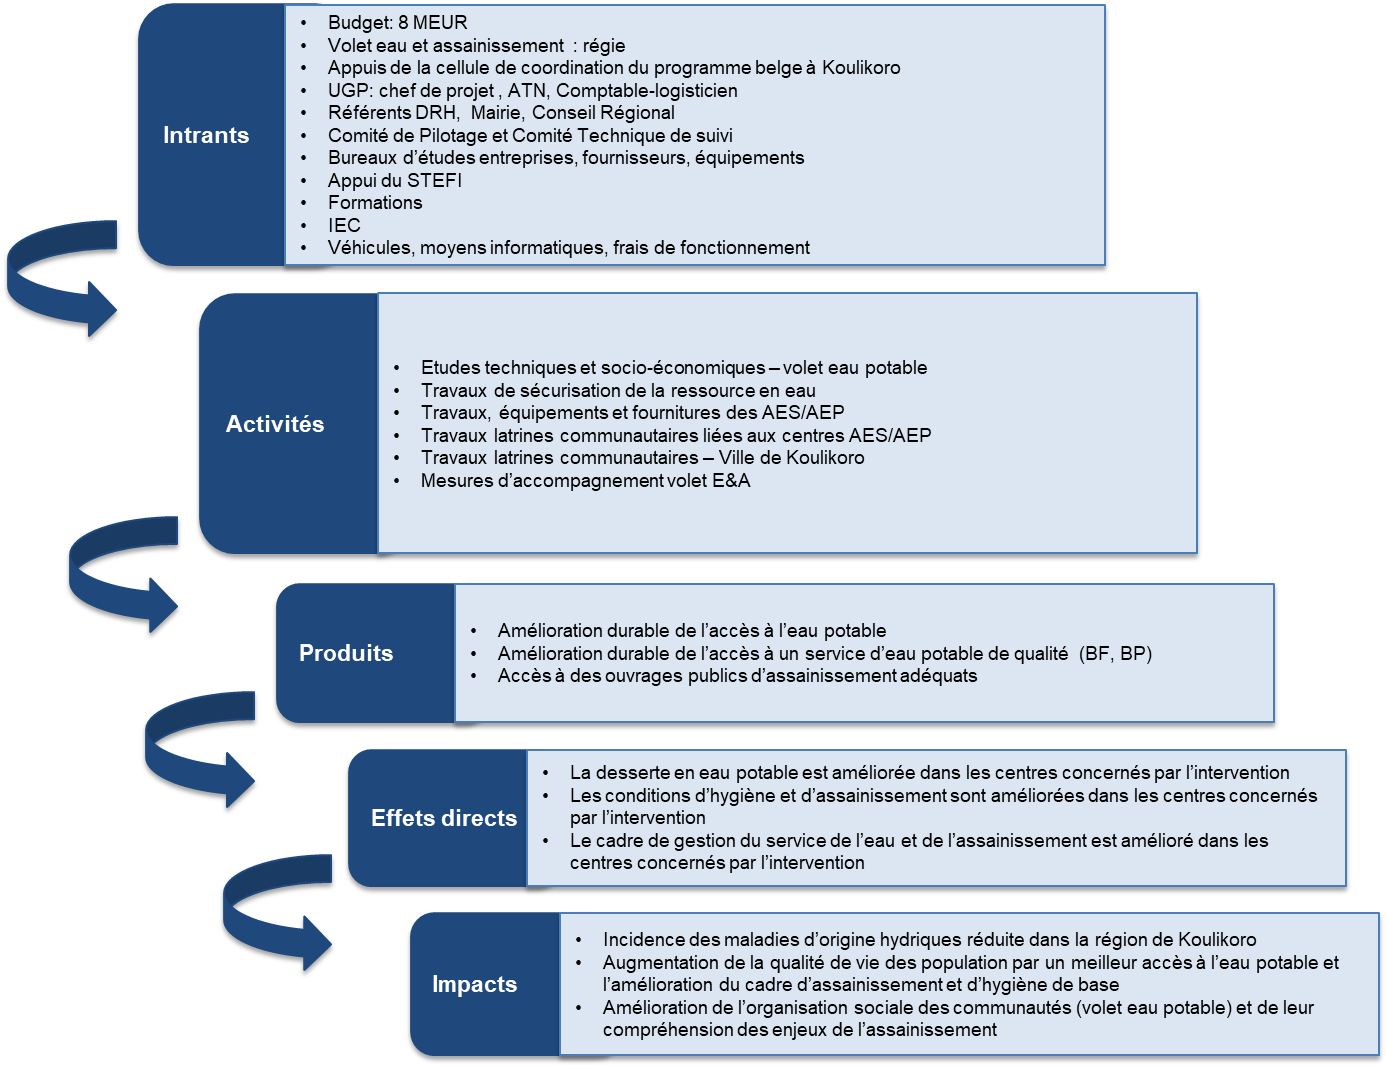 Intrants
• Budget: 8 MEUR
• Volet eau et assainissement : régie
• Appuis de la cellule de coordination du programme belge à Koulikoro
• UGP: chef de projet , ATN, Comptable-logisticien
• Référents DRH, Mairie, Conseil Régional
• Comité de Pilotage et Comité Technique de suivi
• Bureaux d’études entreprises, fournisseurs, équipements
• Appui du STEFI
• Formations
• IEC
• Véhicules, moyens informatiques, frais de fonctionnement
Activités
• Etudes techniques et socio-économiques – volet eau potable
• Travaux de sécurisation de la ressource en eau
• Travaux, équipements et fournitures des AES/AEP
• Travaux latrines communautaires liées aux centres AES/AEP
• Travaux latrines communautaires – Ville de Koulikoro
• Mesures d’accompagnement volet E&A
Produits
• Amélioration durable de l’accès à l’eau potable
• Amélioration durable de l’accès à un service d’eau potable de qualité (BF, BP)
• Accès à des ouvrages publics d’assainissement adéquats
Effets directs
• La desserte en eau potable est améliorée dans les centres concernés par l’intervention
• Les conditions d’hygiène et d’assainissement sont améliorées dans les centres concernés
par l’intervention
• Le cadre de gestion du service de l’eau et de l’assainissement est amélioré dans les
centres concernés par l’intervention
Impacts
• Incidence des maladies d’origine hydriques réduite dans la région de Koulikoro
• Augmentation de la qualité de vie des population par un meilleur accès à l’eau potable et
l’amélioration du cadre d’assainissement et d’hygiène de base
• Amélioration de l’organisation sociale des communautés (volet eau potable) et de leur
compréhension des enjeux de l’assainissement